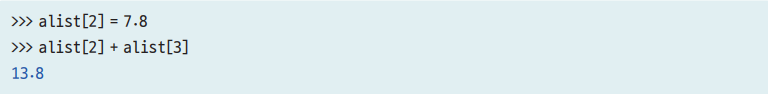 >>> alist[2] = 7.8
>>> alist[2] + alist[3]
13.8